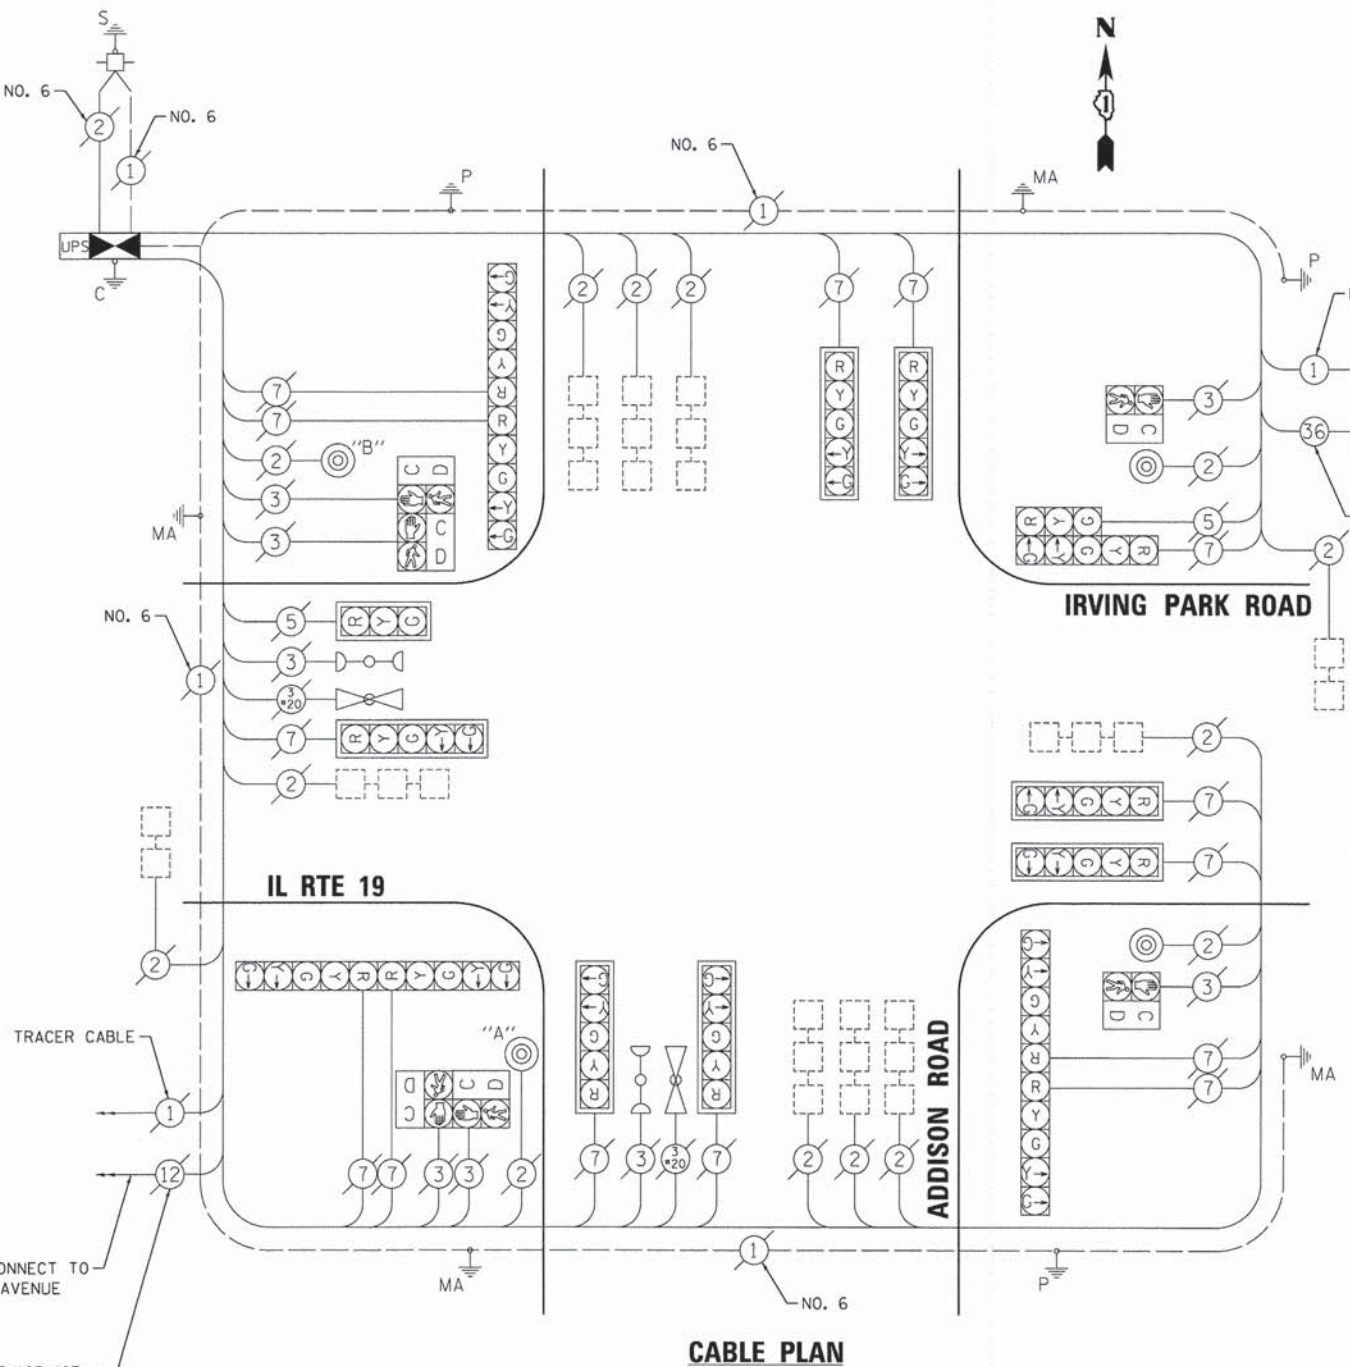 S
N
NO. 6
2
NO. 6
1
NO. 6
1
P
MA
UPS
C
P
2
2
2
7
7
G
Y
G
Y
R
R
Y
G
Y
G
R
Y
G
Y
G
R
Y
G
Y
G
7
7
2
"B"
3
3
C D
C
D
MA
1
36
3
D C
2
5
R Y G
7
G Y G Y R
2
IRVING PARK ROAD
NO. 6
1
5
R Y G
3
3 #20
7
R Y G Y G
2
2
G Y G Y R
7
G Y G Y R
7
IL RTE 19
2
2
3
D C
7
7
G
Y
G
Y
R
R
Y
G
Y
G
MA
G Y G Y R R Y G Y G
"A"
D C D
C
G
Y
G
Y
R
G
Y
G
Y
R
ADDISON ROAD
TRACER CABLE
1
12
7 7 3 3 2
7 3 3 #20 7 2 2 2
ONNECT TO
AVENUE
MA
1
NO. 6
P
CABLE PLAN